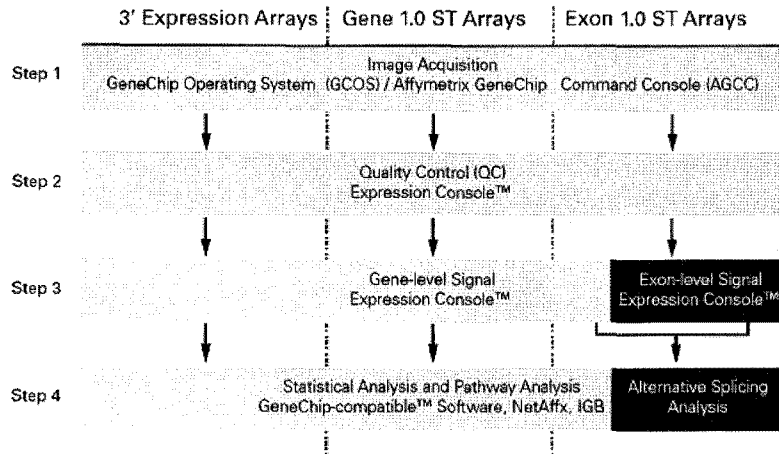 3' Expression Arrays Gene 1.0 ST Arrays Exon 1.0 ST Arrays
Step 1
Image Acquisition
GeneChip Operating System (GCOS) / Affymetrix GeneChip Command Console (AGCC)
Step 2
Quality Control (QC)
Expression Console™
Step 3
Gene-level Signal
Expression Console™
Exon-level Signal
Expression Console™
Step 4
Statistical Analysis and Pathway Analysis
GeneChip-compatible™ Software, NetAffx, IGB
Alternative Splicing
Analysis